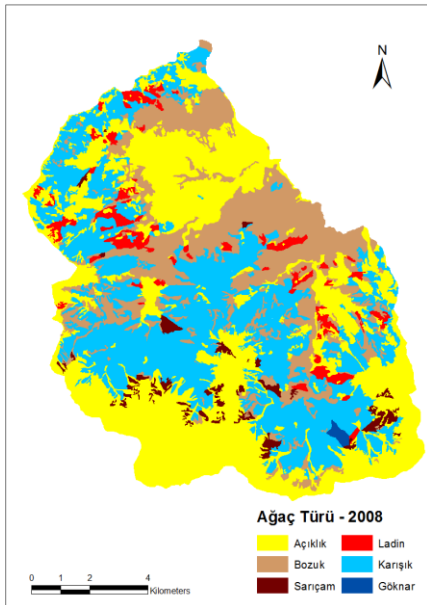 N
Ağaç Türü - 2008
Açıklık
Ladin
Bozuk
Karışık
Sarıçam
Göknar
0 1 2 4
Kilometers